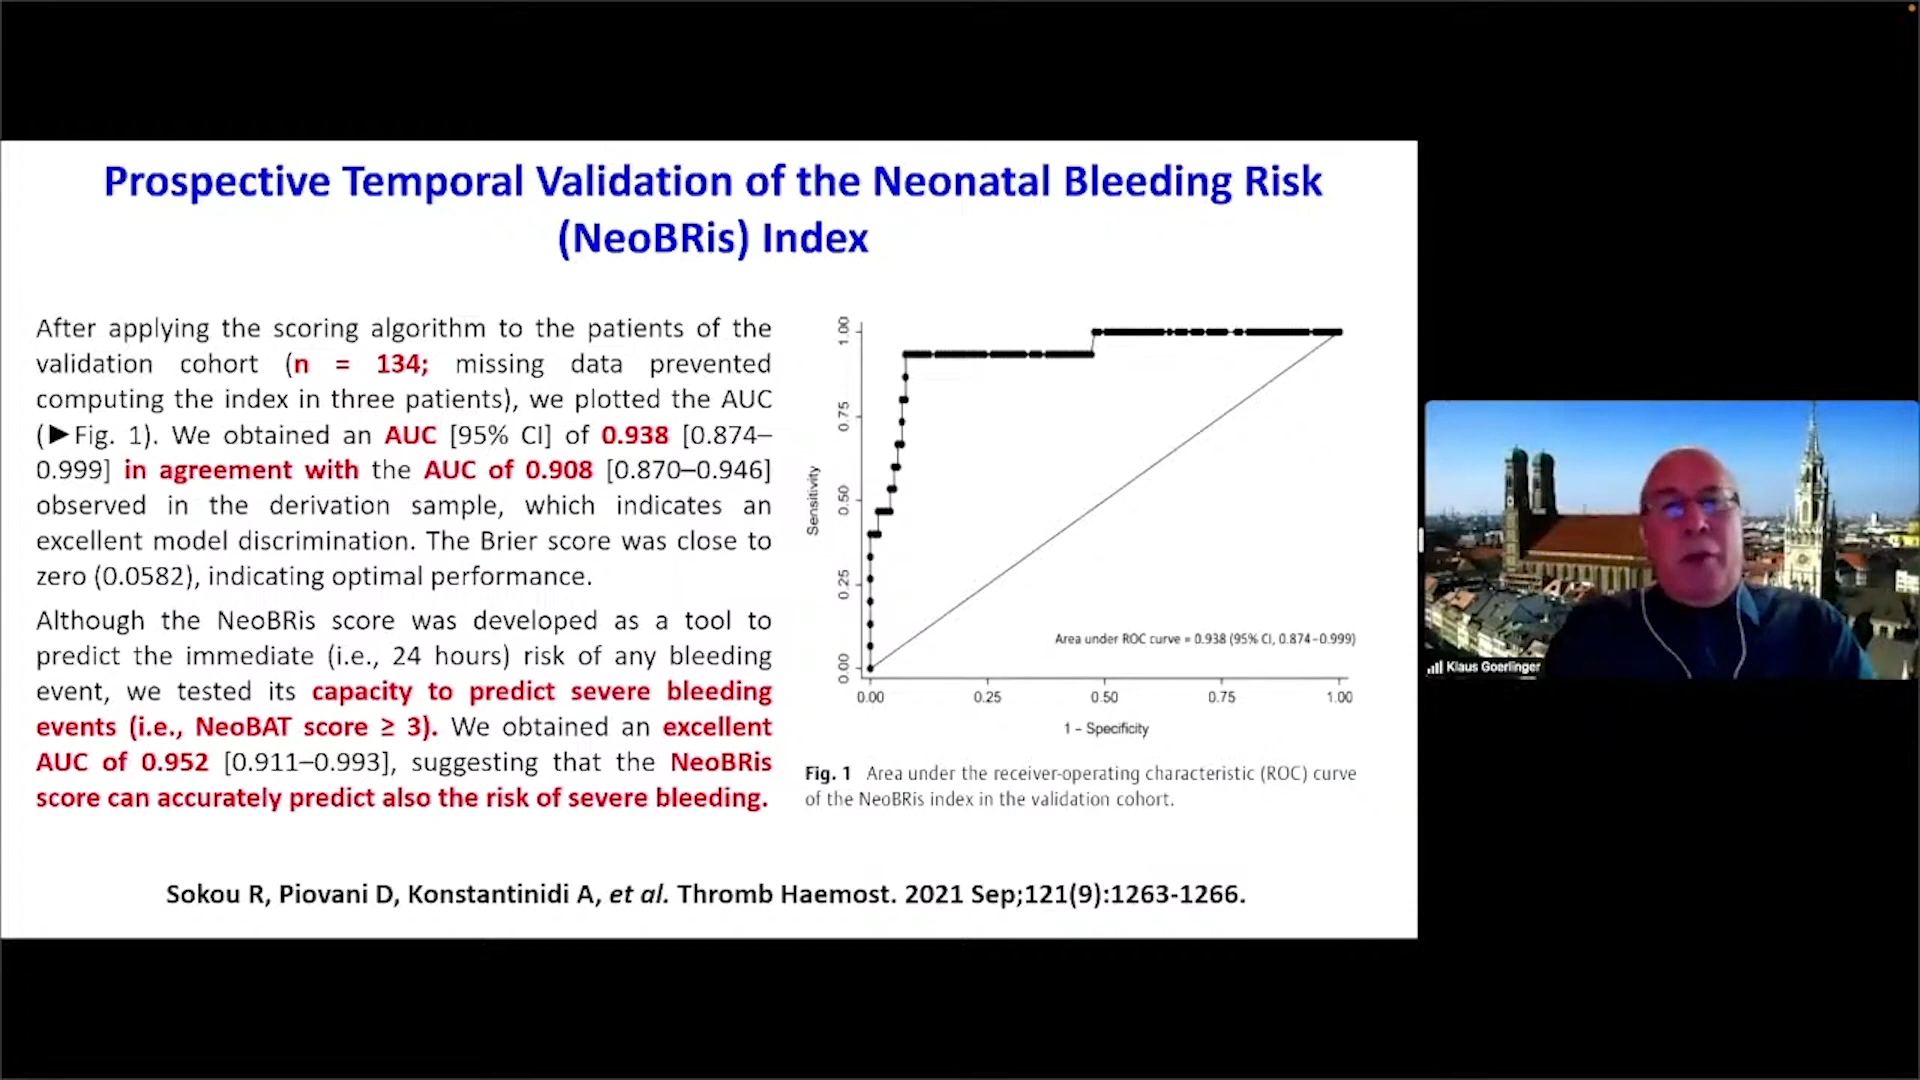 Prospective Temporal Validation of the Neonatal Bleeding Risk
(NeoBRis) Index
After applying the scoring algorithm to the patients of the
validation cohort (n = 134; missing data prevented
computing the index in three patients), we plotted the AUC
(►Fig. 1). We obtained an AUC [95% CI] of 0.938 [0.874–
0.999] in agreement with the AUC of 0.908 [0.870–0.946]
observed in the derivation sample, which indicates an
excellent model discrimination. The Brier score was close to
zero (0.0582), indicating optimal performance.
Although the NeoBRis score was developed as a tool to
predict the immediate (i.e., 24 hours) risk of any bleeding
event, we tested its capacity to predict severe bleeding
events (i.e., NeoBAT score ≥ 3). We obtained an excellent
AUC of 0.952 [0.911–0.993], suggesting that the NeoBRis
score can accurately predict also the risk of severe bleeding.
Sensitivity
1.00
0.75
0.50
0.25
0.00
Area under ROC curve = 0.938 (95% CI, 0.874–0.999)
0.00 0.25 0.50 0.75 1.00
1 – Specificity
Fig. 1 Area under the receiver-operating characteristic (ROC) curve
of the NeoBRis index in the validation cohort.
Sokou R, Piovani D, Konstantinidi A, et al. Thromb Haemost. 2021 Sep;121(9):1263-1266.
Klaus Goerlinger